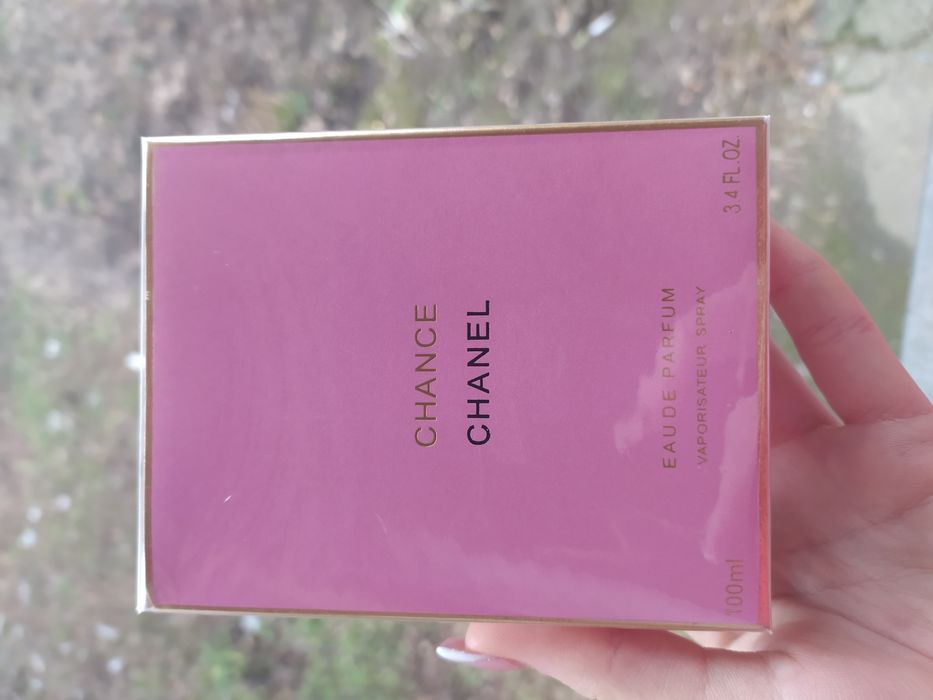 CHANCE
CHANEL
EAU DE PARFUM
VAPORISATEUR SPRAY
100ml
3.4 FL.OZ.